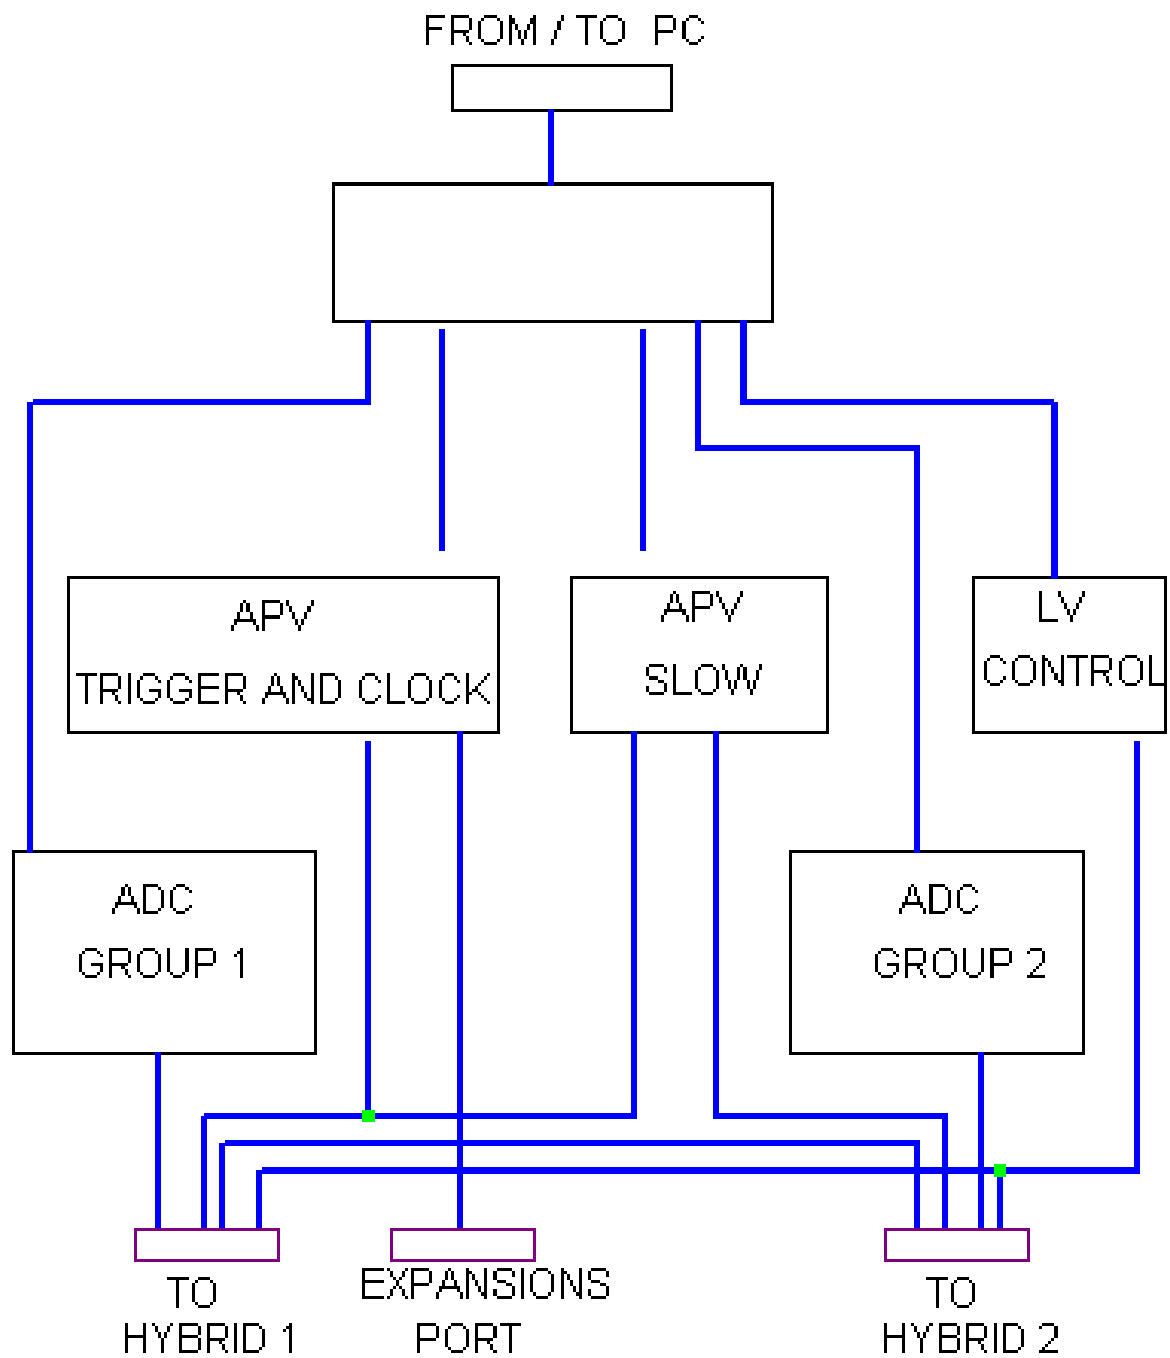 FROM / TO PC
APV
TRIGGER AND CLOCK
APV
SLOW
LV
CONTROL
ADC
GROUP 1
ADC
GROUP 2
TO
HYBRID 1
EXPANSIONS
PORT
TO
HYBRID 2